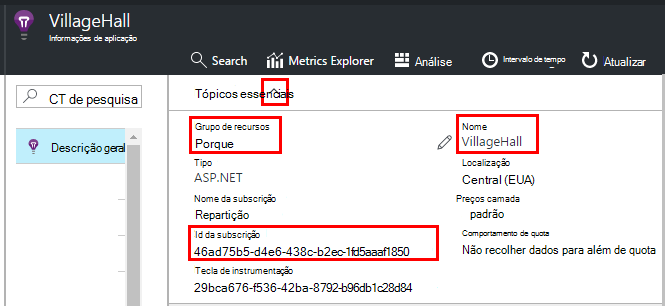 VillageHall
Informações de aplicação
Search
Metrics Explorer
Análise
Intervalo de tempo
Atualizar
CT de pesquisa
Tópicos essenciais
Descrição geral
Grupo de recursos
Porque
Nome
VillageHall
Tipo
ASP.NET
Localização
Central (EUA)
Nome da subscrição
Repartição
Preços camada
padrão
Id da subscrição
46ad75b5-d4e6-438c-b2ec-1fd5aaaf1850
Comportamento de quota
Não recolher dados para além de quota
Tecla de instrumentação
29bca676-f536-42ba-8792-b96db1c28d84